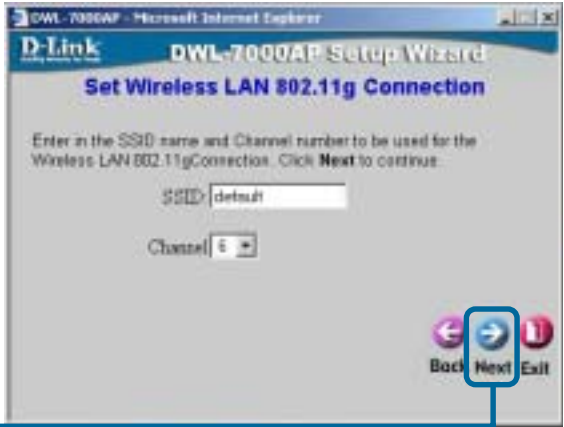 DWL-7000AP - Microsoft Internet Explorer
D-Link
DWL-7000AP Setup Wizard
Set Wireless LAN 802.11g Connection
Enter in the SSID name and Channel number to be used for the
Wireless LAN 802.11gConnection. Click Next to continue.
SSID: default
Channel 6
Back Next Exit